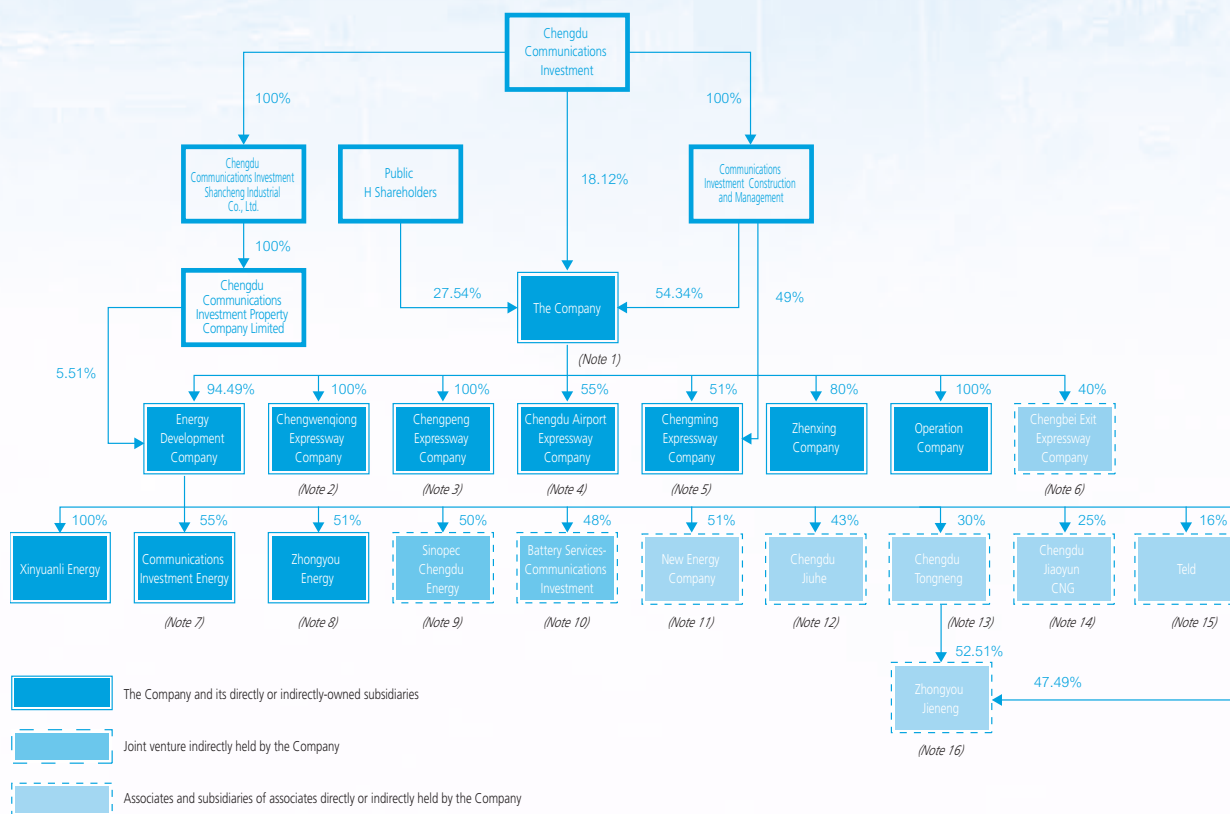 Chengdu
Communications
Investment
100%
100%
18.12%
Chengdu
Communications Investment
Shancheng Industrial
Co., Ltd.
Public
H Shareholders
Communications
Investment Construction
and Management
100%
Chengdu
Communications
Investment Property
Company Limited
27.54%
The Company
54.34%
49%
(Note 1)
5.51%
94.49%
100%
100%
55%
51%
80%
100%
40%
Energy
Development
Company
Chengwenqiong
Expressway
Company
Chengpeng
Expressway
Company
Chengdu Airport
Expressway
Company
Chengming
Expressway
Company
Zhenxing
Company
Operation
Company
Chengbei Exit
Expressway
Company
(Note 2)
(Note 3)
(Note 4)
(Note 5)
(Note 6)
100%
55%
51%
50%
48%
51%
43%
30%
25%
16%
Xinyuanli Energy
Communications
Investment Energy
Zhongyou
Energy
Sinopec
Chengdu
Energy
Battery Services-
Communications
Investment
New Energy
Company
Chengdu
Jiuhe
Chengdu
Tongneng
Chengdu
Jiaoyun
CNG
Teld
(Note 7)
(Note 8)
(Note 9)
(Note 10)
(Note 11)
(Note 12)
(Note 13)
(Note 14)
(Note 15)
52.51%
Zhongyou
Jieneng
47.49%
(Note 16)
The Company and its directly or indirectly-owned subsidiaries
Joint venture indirectly held by the Company
Associates and subsidiaries of associates directly or indirectly held by the Company